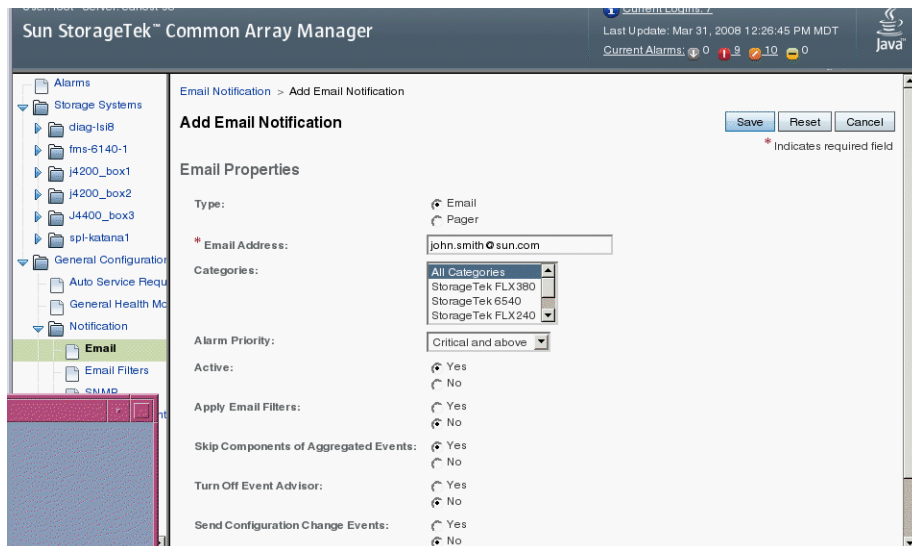 Current Logins: 7
Sun StorageTek™ Common Array Manager
Last Update: Mar 31, 2008 12:26:45 PM MDT
Current Alarms: 0 9 10 0
Java™
Alarms
Storage Systems
diag-lsi8
fms-6140-1
j4200_box1
j4200_box2
J4400_box3
spl-katana1
General Configuration
Auto Service Requ
General Health Mo
Notification
Email
Email Filters
SNMP
nt
Email Notification > Add Email Notification
Add Email Notification
Save Reset Cancel
* Indicates required field
Email Properties
Type: Email
Pager
* Email Address: john.smith@sun.com
Categories: All Categories
StorageTek FLX380
StorageTek 6540
StorageTek FLX240
Alarm Priority: Critical and above
Active: Yes
No
Apply Email Filters: Yes
No
Skip Components of Aggregated Events: Yes
No
Turn Off Event Advisor: Yes
No
Send Configuration Change Events: Yes
No